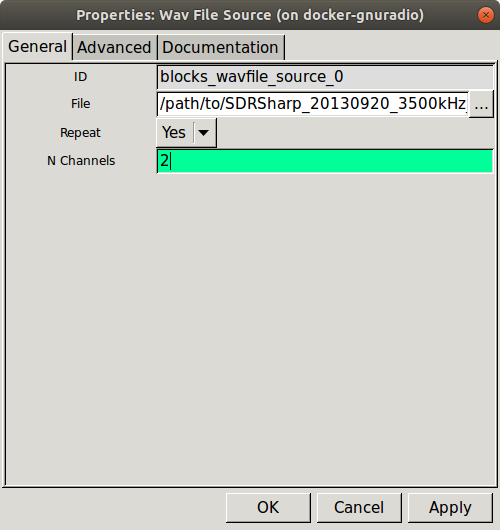 Properties: Wav File Source (on docker-gnuradio)
General Advanced Documentation
ID blocks_wavfile_source_0
File /path/to/SDRSharp_20130920_3500kHz_ ...
Repeat Yes
N Channels 2
OK Cancel Apply